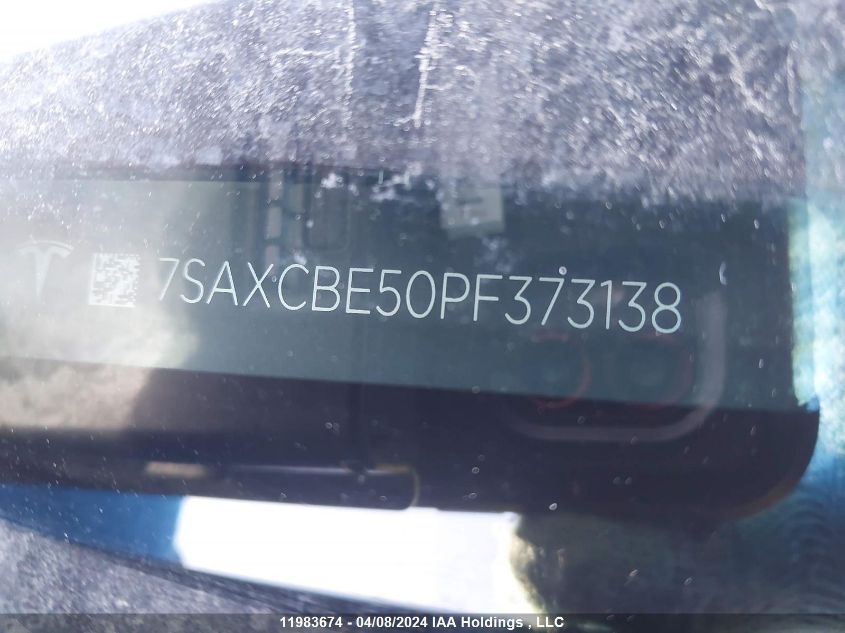 7SAXCBE50PF373138
11983674 - 04/08/2024 IAA Holdings , LLC